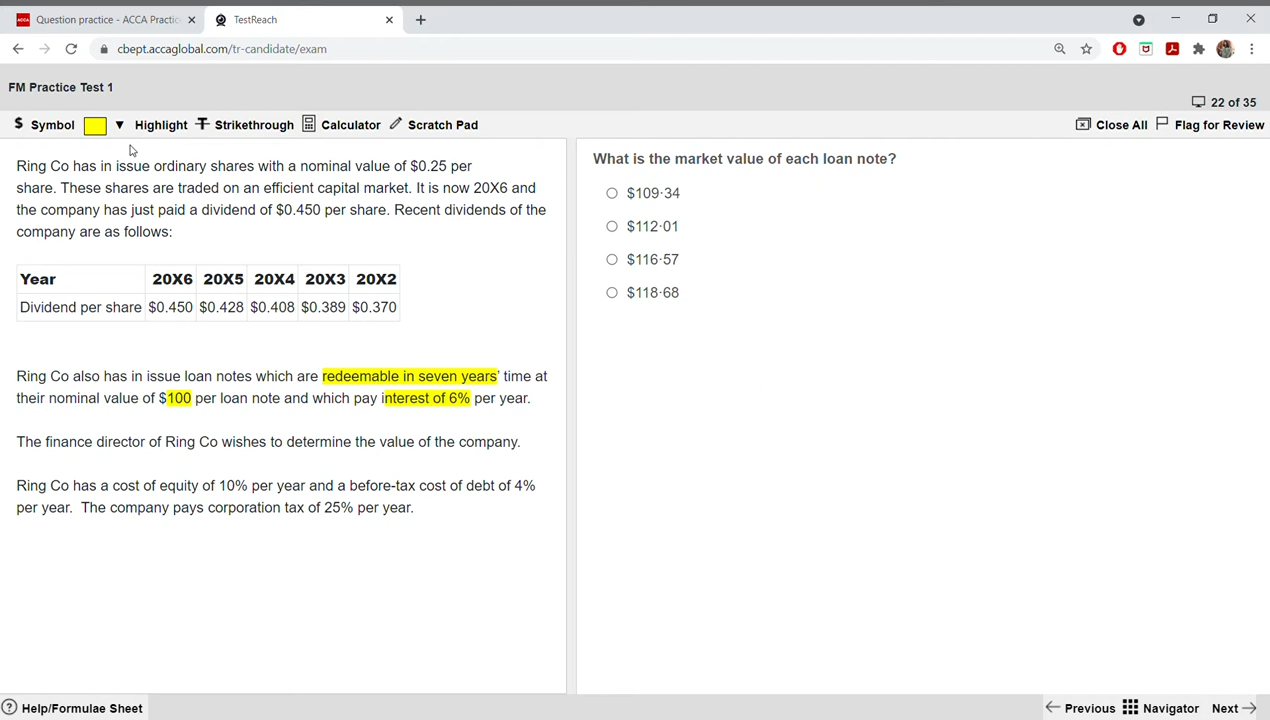 Question practice - ACCA Practic
TestReach
cbept.accaglobal.com/tr-candidate/exam
FM Practice Test 1
22 of 35
$ Symbol ▼ Highlight Strikethrough Calculator Scratch Pad Close All Flag for Review
Ring Co has in issue ordinary shares with a nominal value of $0.25 per
share. These shares are traded on an efficient capital market. It is now 20X6 and
the company has just paid a dividend of $0.450 per share. Recent dividends of the
company are as follows:
Year 20X6 20X5 20X4 20X3 20X2
Dividend per share $0.450 $0.428 $0.408 $0.389 $0.370
Ring Co also has in issue loan notes which are redeemable in seven years' time at
their nominal value of $100 per loan note and which pay interest of 6% per year.
The finance director of Ring Co wishes to determine the value of the company.
Ring Co has a cost of equity of 10% per year and a before-tax cost of debt of 4%
per year. The company pays corporation tax of 25% per year.
What is the market value of each loan note?
$109·34
$112·01
$116·57
$118·68
Help/Formulae Sheet
Previous Navigator Next